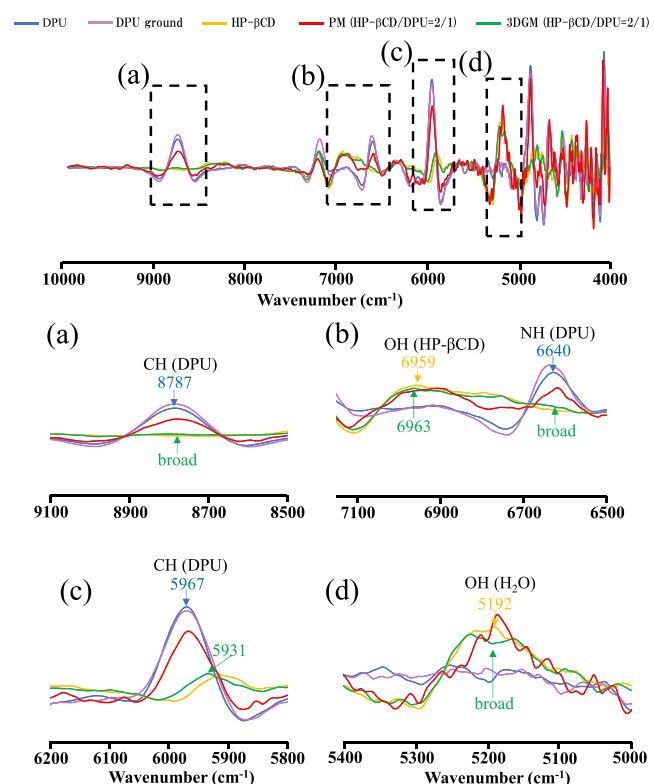 DPU DPU ground HP-βCD PM (HP-βCD/DPU=2/1) 3DGM (HP-βCD/DPU=2/1)
(a) (b) (c) (d)
10000 9000 8000 7000 6000 5000 4000
Wavenumber (cm⁻¹)
(a)
CH (DPU)
8787
broad
9100 8900 8700 8500
(b)
OH (HP-βCD)
6959
NH (DPU)
6640
6963
broad
7100 6900 6700 6500
(c)
CH (DPU)
5967
5931
6200 6100 6000 5900 5800
Wavenumber (cm⁻¹)
(d)
OH (H₂O)
5192
broad
5400 5300 5200 5100 5000
Wavenumber (cm⁻¹)